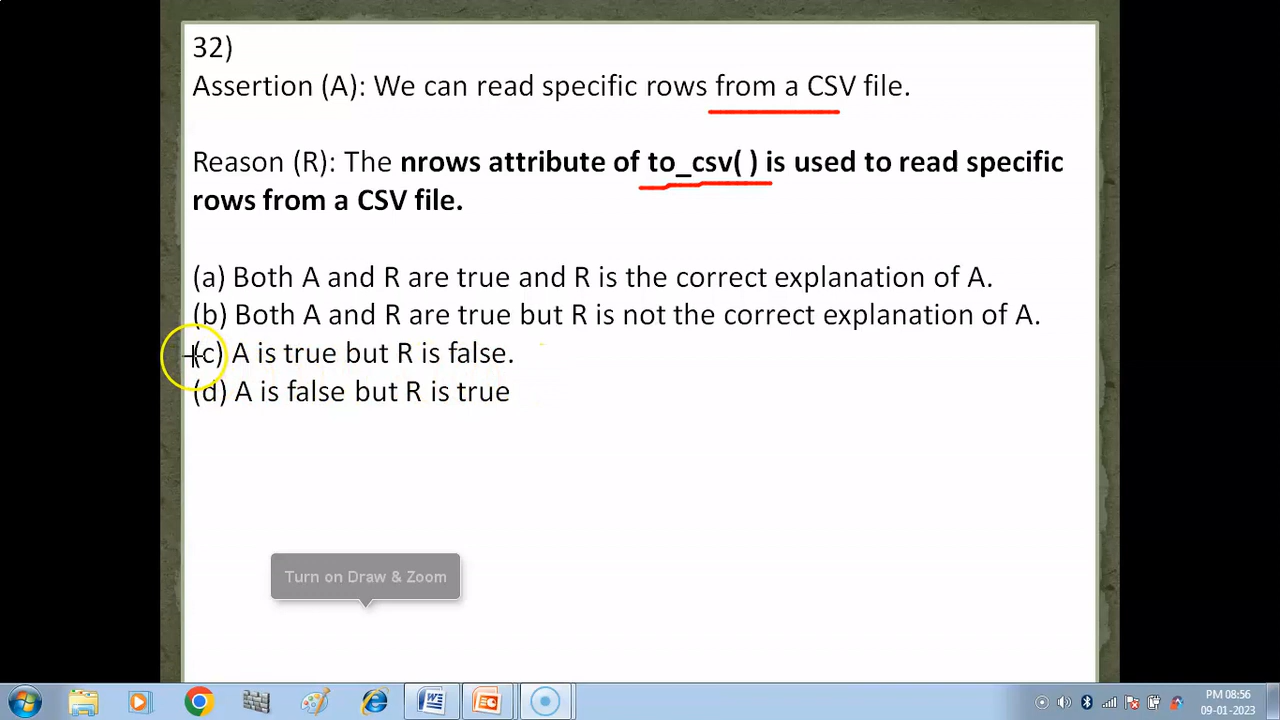 32)
Assertion (A): We can read specific rows from a CSV file.
Reason (R): The nrows attribute of to_csv( ) is used to read specific
rows from a CSV file.
(a) Both A and R are true and R is the correct explanation of A.
(b) Both A and R are true but R is not the correct explanation of A.
(c) A is true but R is false.
(d) A is false but R is true
Turn on Draw & Zoom
PM 08:56
09-01-2023